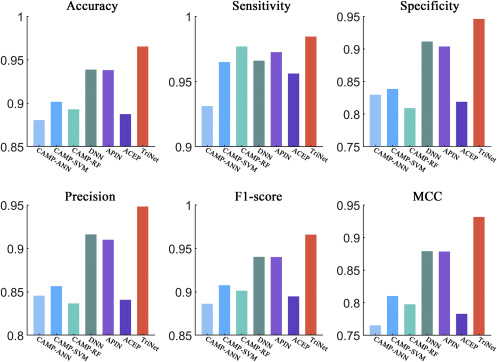 Accuracy
1
0.95
0.9
0.85
CAMP-ANN
CAMP-SVM
CAMP-RF
DNN
APIN
ACEP
TriNet
Sensitivity
1
0.95
0.9
CAMP-ANN
CAMP-SVM
CAMP-RF
DNN
APIN
ACEP
TriNet
Specificity
0.95
0.9
0.85
0.8
0.75
CAMP-ANN
CAMP-SVM
CAMP-RF
DNN
APIN
ACEP
TriNet
Precision
0.95
0.9
0.85
0.8
CAMP-ANN
CAMP-SVM
CAMP-RF
DNN
APIN
ACEP
TriNet
F1-score
1
0.95
0.9
0.85
CAMP-ANN
CAMP-SVM
CAMP-RF
DNN
APIN
ACEP
TriNet
MCC
0.95
0.9
0.85
0.8
0.75
CAMP-ANN
CAMP-SVM
CAMP-RF
DNN
APIN
ACEP
TriNet